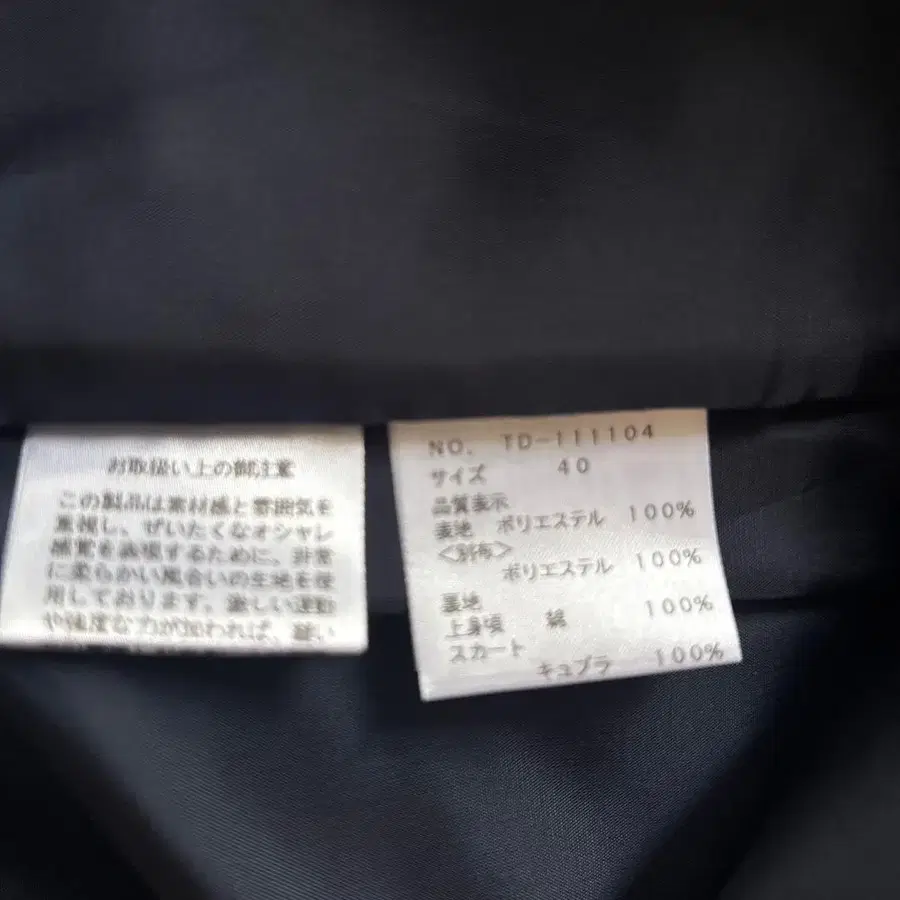 お取扱い上の御注意
この製品は素材感と雰囲気を
重視し、ぜいたくなオシャレ
感覚を表現するために、非常
に柔らかい風合いの生地を使
用しております。激しい運動
や強度な力が加われば、縫い
NO. TD-111104
サイズ 40
品質表示
表地 ポリエステル 100%
<別布>
ポリエステル 100%
裏地
上身頃 綿 100%
スカート
キュプラ 100%